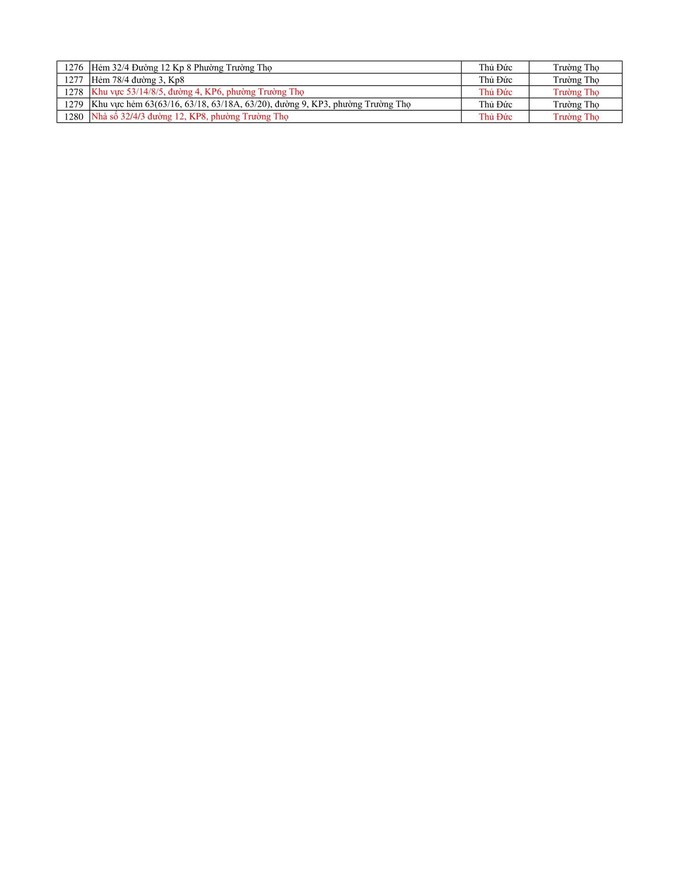 1276 Hẻm 32/4 Đường 12 Kp 8 Phường Trường Thọ Thủ Đức Trường Thọ
1277 Hẻm 78/4 đường 3, Kp8 Thủ Đức Trường Thọ
1278 Khu vực 53/14/8/5, đường 4, KP6, phường Trường Thọ Thủ Đức Trường Thọ
1279 Khu vực hẻm 63(63/16, 63/18, 63/18A, 63/20), đường 9, KP3, phường Trường Thọ Thủ Đức Trường Thọ
1280 Nhà số 32/4/3 đường 12, KP8, phường Trường Thọ Thủ Đức Trường Thọ